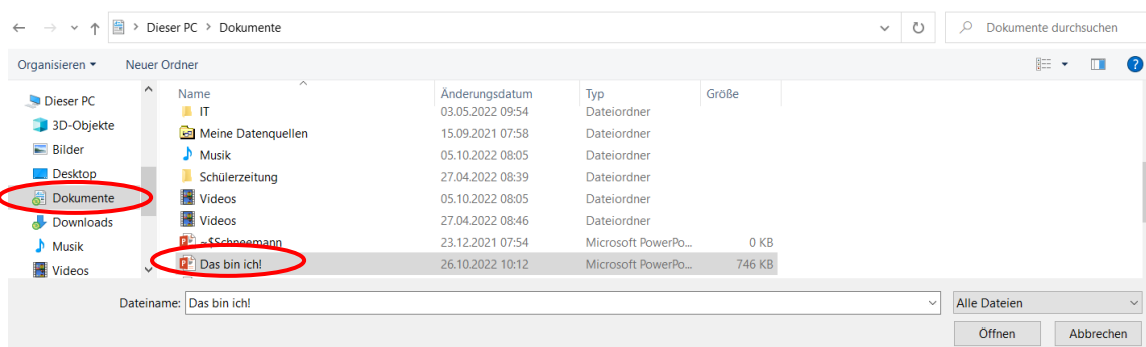 Dieser PC > Dokumente
Dokumente durchsuchen
Organisieren Neuer Ordner
Name Änderungsdatum Typ Größe
Dieser PC
3D-Objekte
Bilder
Desktop
Dokumente
Downloads
Musik
Videos
IT 03.05.2022 09:54 Dateiordner
Meine Datenquellen 15.09.2021 07:58 Dateiordner
Musik 05.10.2022 08:05 Dateiordner
Schülerzeitung 27.04.2022 08:39 Dateiordner
Videos 05.10.2022 08:05 Dateiordner
Videos 27.04.2022 08:46 Dateiordner
~$Schneemann 23.12.2021 07:54 Microsoft PowerPo... 0 KB
Das bin ich! 26.10.2022 10:12 Microsoft PowerPo... 746 KB
Dateiname: Das bin ich! Alle Dateien
Öffnen Abbrechen